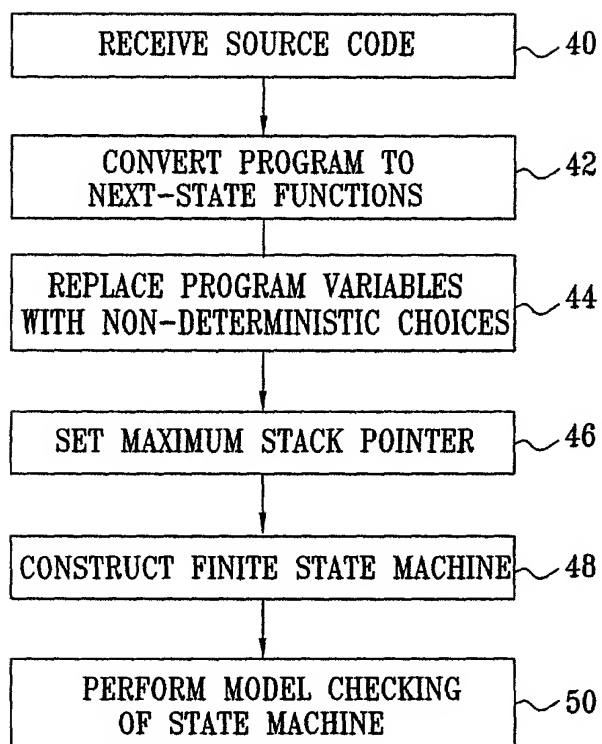 RECEIVE SOURCE CODE 40
CONVERT PROGRAM TO
NEXT-STATE FUNCTIONS 42
REPLACE PROGRAM VARIABLES
WITH NON-DETERMINISTIC CHOICES 44
SET MAXIMUM STACK POINTER 46
CONSTRUCT FINITE STATE MACHINE 48
PERFORM MODEL CHECKING
OF STATE MACHINE 50